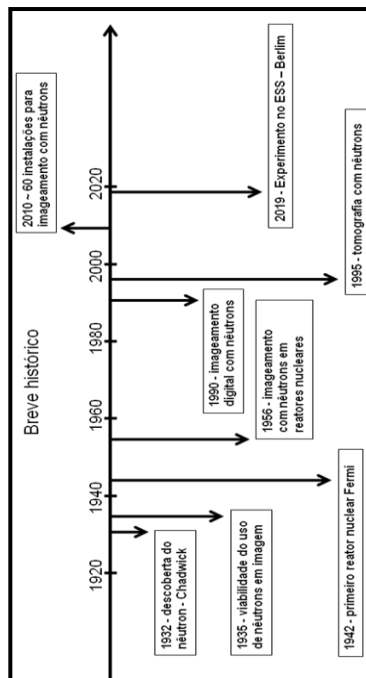 Breve histórico
2010 ~ 60 instalações para
imageamento com nêutrons
1920
1940
1960
1980
2000
2020
1932 - descoberta do
nêutron - Chadwick
1935 - viabilidade do uso
de nêutrons em imagem
1942 - primeiro reator nuclear Fermi
1956 - imageamento
com nêutrons em
reatores nucleares
1990 - imageamento
digital com nêutrons
1995 - tomografia com nêutrons
2019 - Experimento no ESS – Berlim